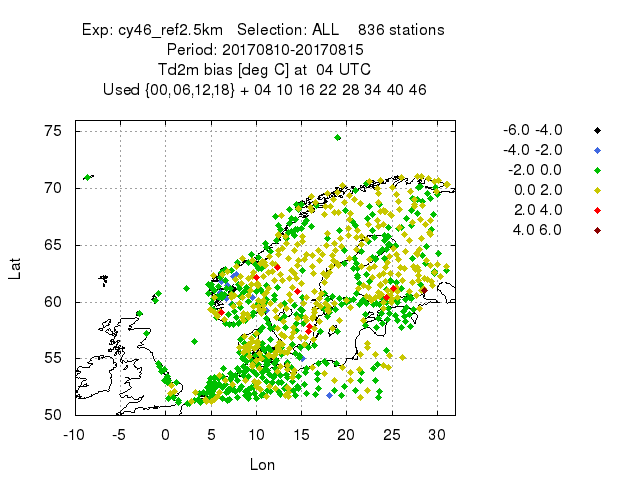 Exp: cy46_ref2.5km   Selection: ALL    836 stations
Period: 20170810-20170815
Td2m bias [deg C] at  04 UTC
Used {00,06,12,18} + 04 10 16 22 28 34 40 46
-6.0 -4.0
-4.0 -2.0
-2.0 0.0
0.0 2.0
2.0 4.0
4.0 6.0
75
70
65
60
55
50
Lat
-10 -5 0 5 10 15 20 25 30
Lon